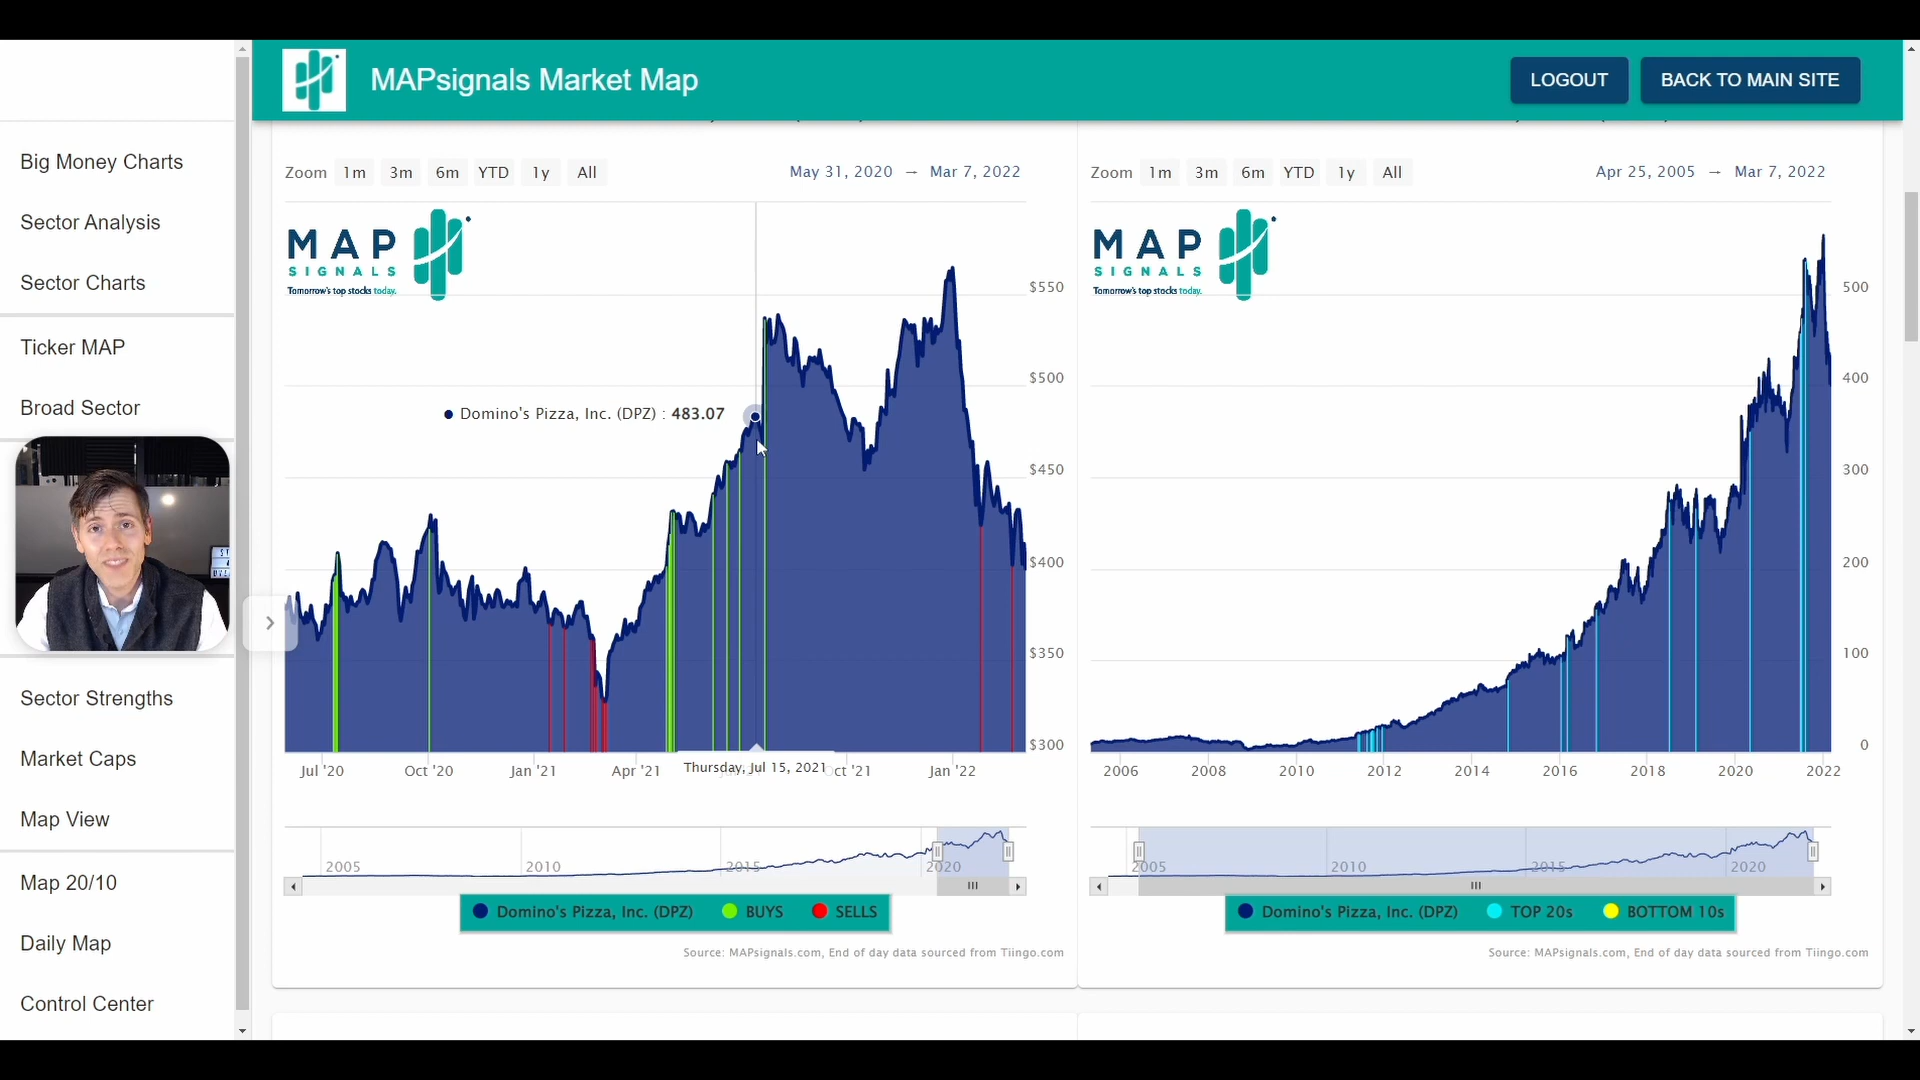 MAPsignals Market Map
LOGOUT
BACK TO MAIN SITE
Big Money Charts
Sector Analysis
Sector Charts
Ticker MAP
Broad Sector
Sector Strengths
Market Caps
Map View
Map 20/10
Daily Map
Control Center
Zoom 1m 3m 6m YTD 1y All
May 31, 2020 → Mar 7, 2022
MAP
SIGNALS
Tomorrow's top stocks today.
Domino's Pizza, Inc. (DPZ) : 483.07
$550
$500
$450
$400
$350
$300
Jul '20 Oct '20 Jan '21 Apr '21 Thursday, Jul 15, 2021 Oct '21 Jan '22
2005 2010 2015 2020
Domino's Pizza, Inc. (DPZ) BUYS SELLS
Source: MAPsignals.com, End of day data sourced from Tiingo.com
Zoom 1m 3m 6m YTD 1y All
Apr 25, 2005 → Mar 7, 2022
MAP
SIGNALS
Tomorrow's top stocks today.
500
400
300
200
100
0
2006 2008 2010 2012 2014 2016 2018 2020 2022
2005 2010 2015 2020
Domino's Pizza, Inc. (DPZ) TOP 20s BOTTOM 10s
Source: MAPsignals.com, End of day data sourced from Tiingo.com